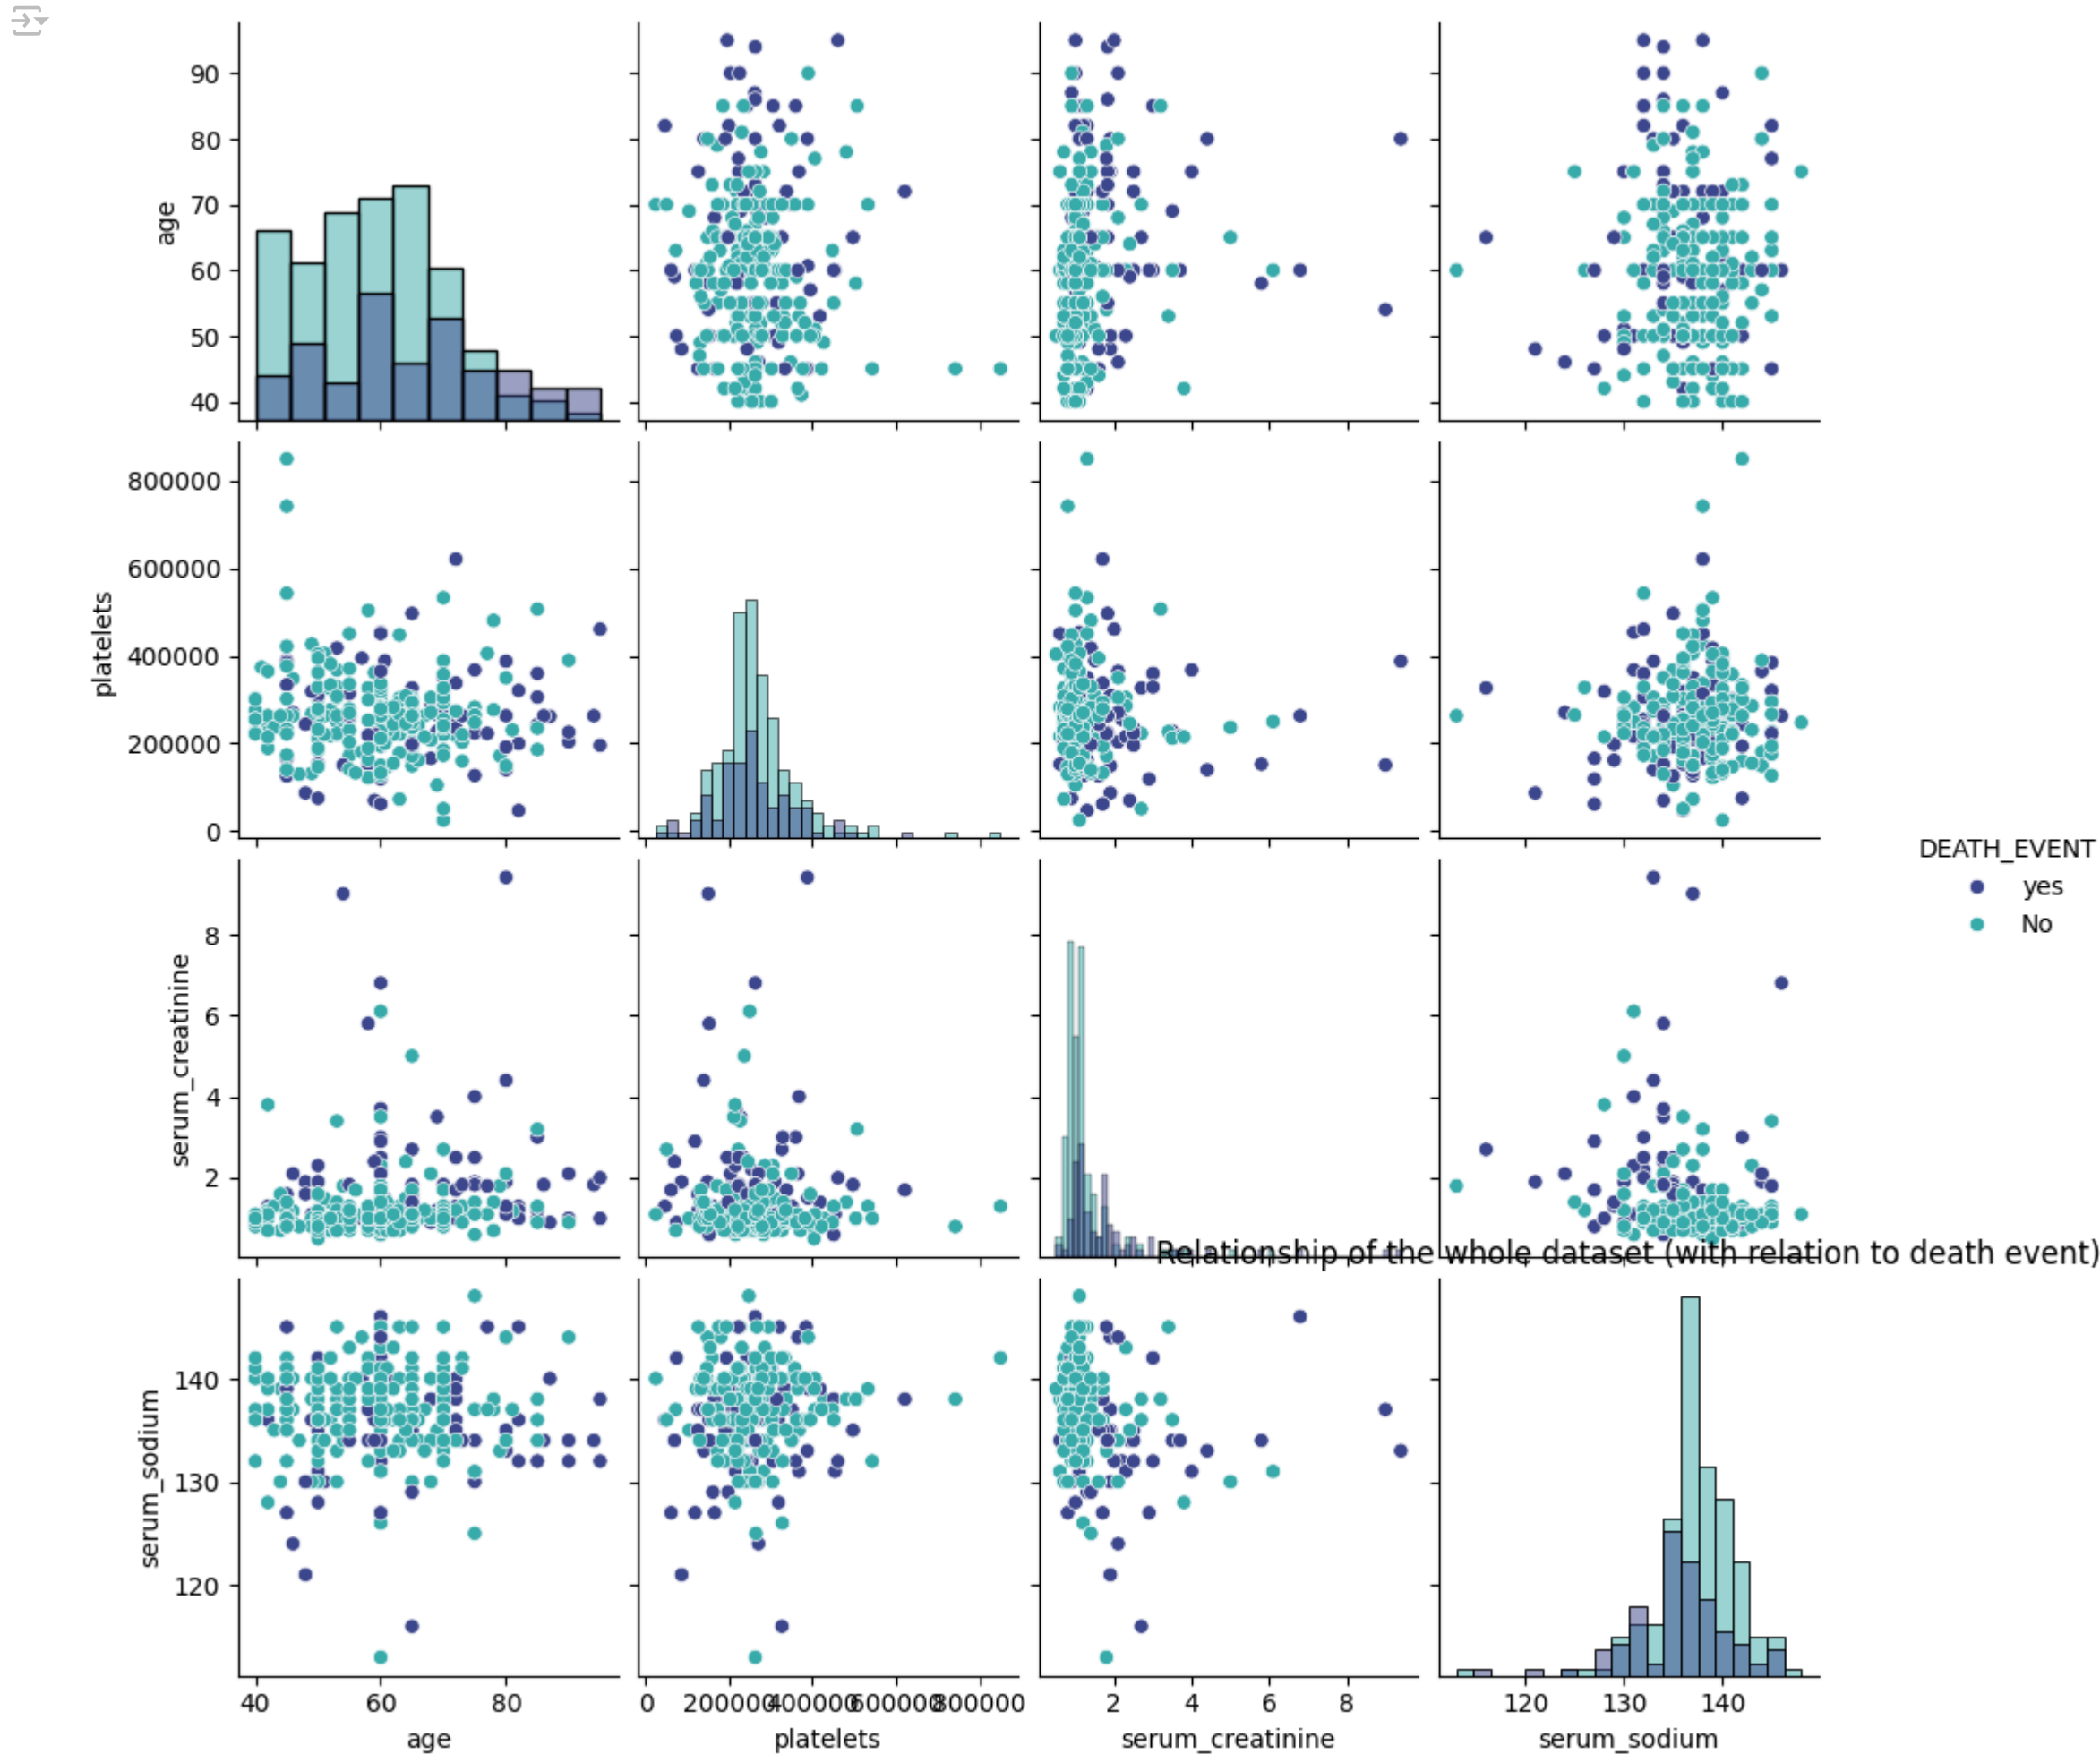 90
80
70
60
50
40
age
800000
600000
400000
200000
0
platelets
DEATH_EVENT
yes
No
8
6
4
2
serum_creatinine
Relationship of the whole dataset (with relation to death event)
140
130
120
serum_sodium
40 60 80 0 200000 400000 600000 800000 2 4 6 8 120 130 140
age platelets serum_creatinine serum_sodium